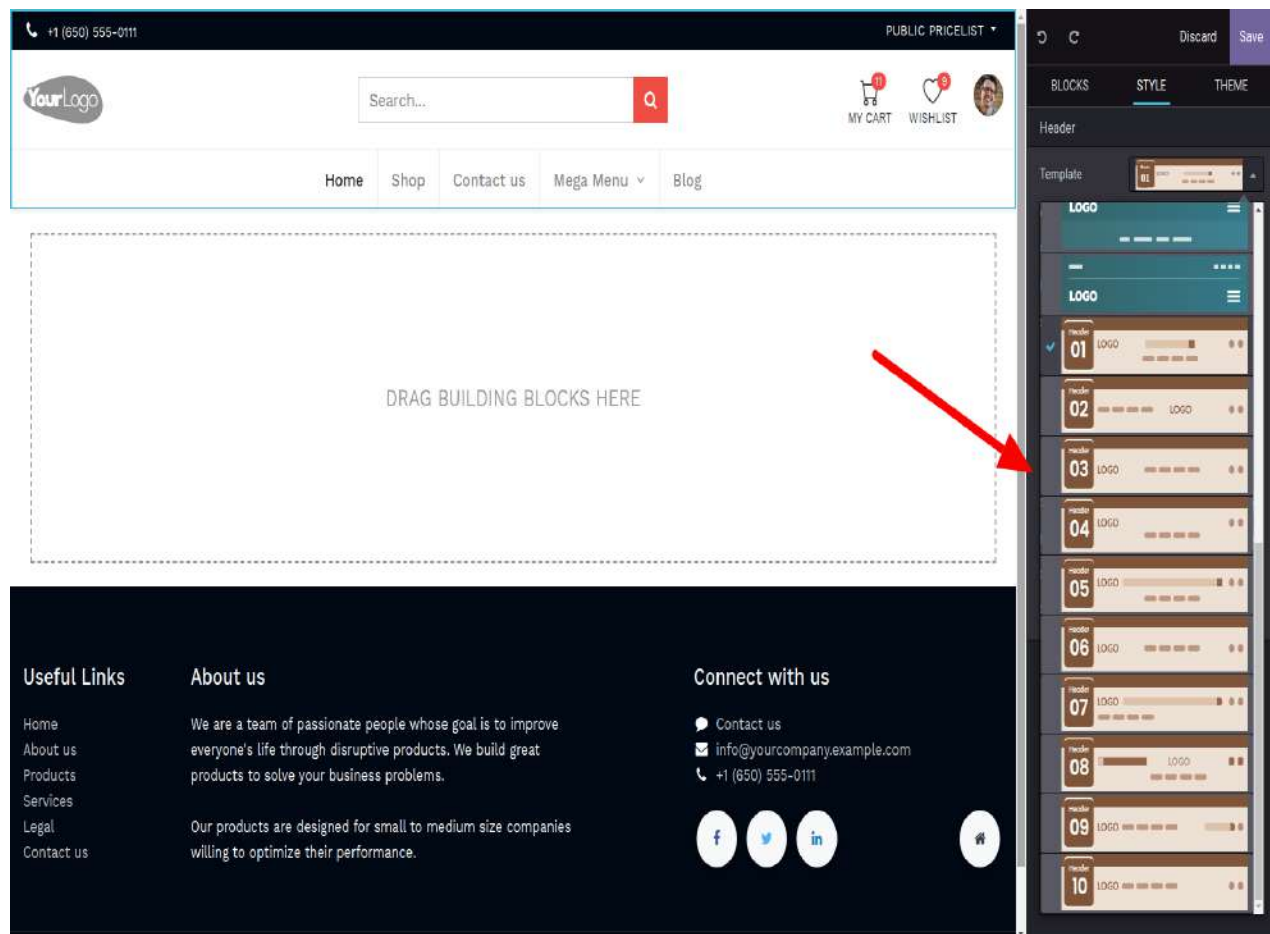 +1 (650) 555-0111
PUBLIC PRICELIST
YourLogo
Search...
11
MY CART
9
WISHLIST
Home Shop Contact us Mega Menu Blog
DRAG BUILDING BLOCKS HERE
Useful Links
Home
About us
Products
Services
Legal
Contact us
About us
We are a team of passionate people whose goal is to improve
everyone's life through disruptive products. We build great
products to solve your business problems.
Our products are designed for small to medium size companies
willing to optimize their performance.
Connect with us
Contact us
info@yourcompany.example.com
+1 (650) 555-0111
f
in
Discard Save
BLOCKS STYLE THEME
Header
Template
01
LOGO
LOGO
Header
01 LOGO
Header
02 LOGO
Header
03 LOGO
Header
04 LOGO
Header
05 LOGO
Header
06 LOGO
Header
07 LOGO
Header
08 LOGO
Header
09 LOGO
Header
10 LOGO